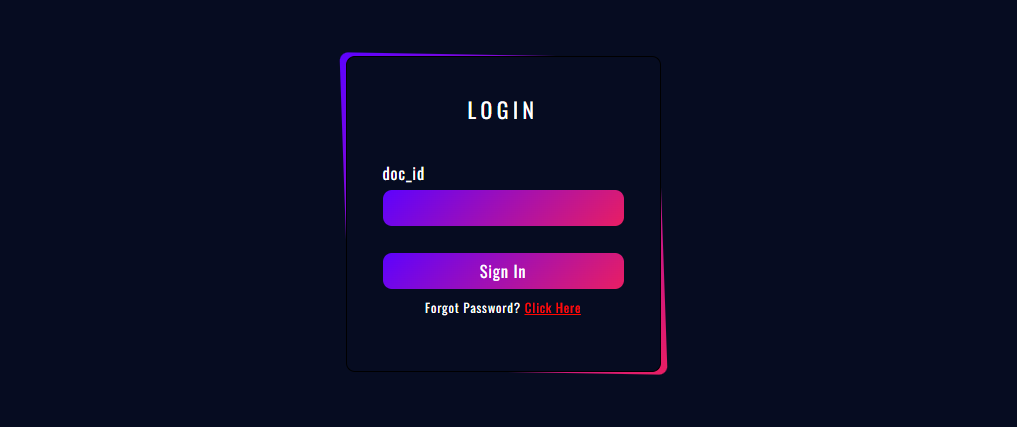 LOGIN
doc_id
Sign In
Forgot Password? Click Here